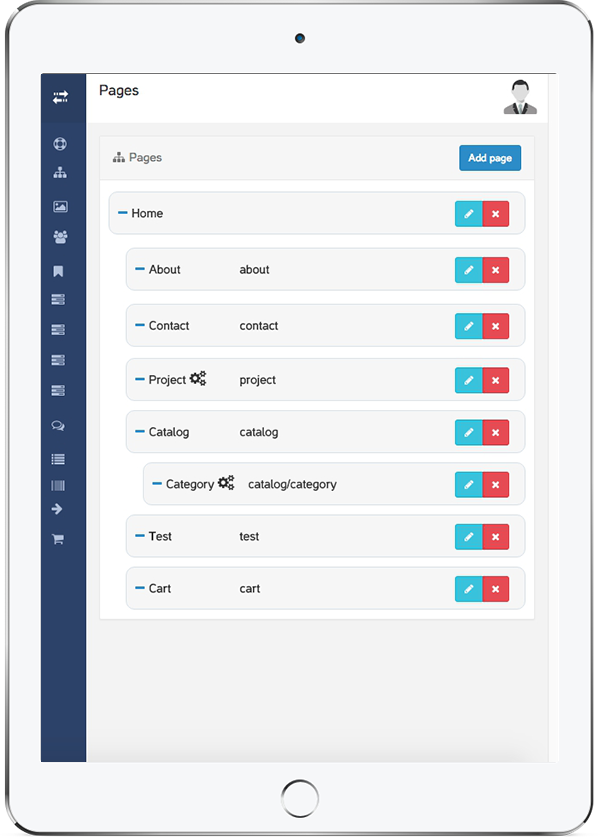 Pages
Pages Add page
Home
About about
Contact contact
Project project
Catalog catalog
Category catalog/category
Test test
Cart cart